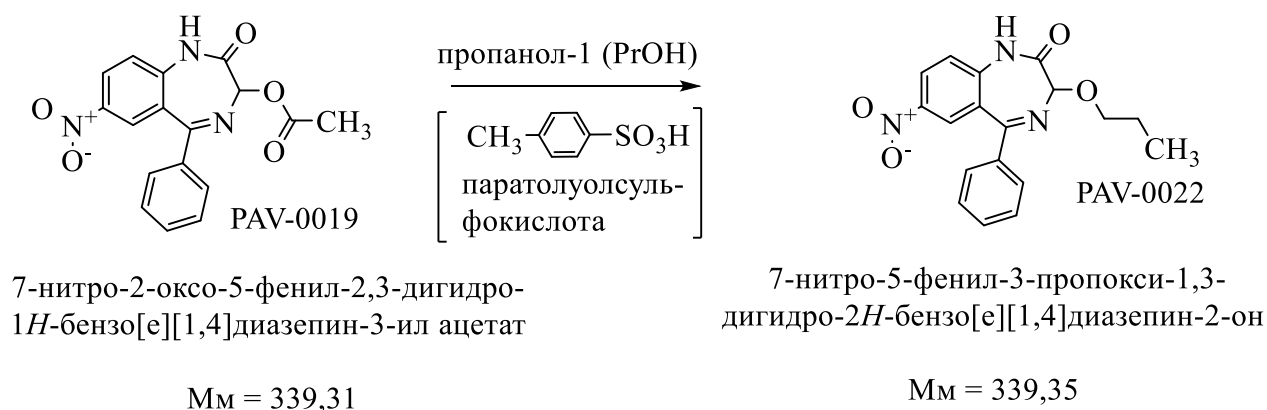 H
N
O
O
CH₃
O
N
O
N⁺
O⁻
PAV-0019
пропанол-1 (PrOH)
CH₃
SO₃H
паратолуолсуль-
фокислота
H
N
O
O
N
CH₃
O
N⁺
O⁻
PAV-0022
7-нитро-2-оксо-5-фенил-2,3-дигидро-
1H-бензо[e][1,4]диазепин-3-ил ацетат
Мм = 339,31
7-нитро-5-фенил-3-пропокси-1,3-
дигидро-2H-бензо[e][1,4]диазепин-2-он
Мм = 339,35